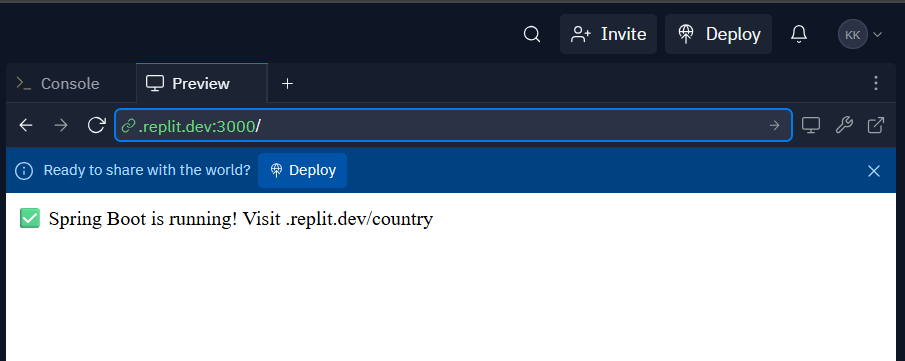 Invite Deploy KK
>_ Console Preview +
.replit.dev:3000/
Ready to share with the world? Deploy
✅ Spring Boot is running! Visit .replit.dev/country